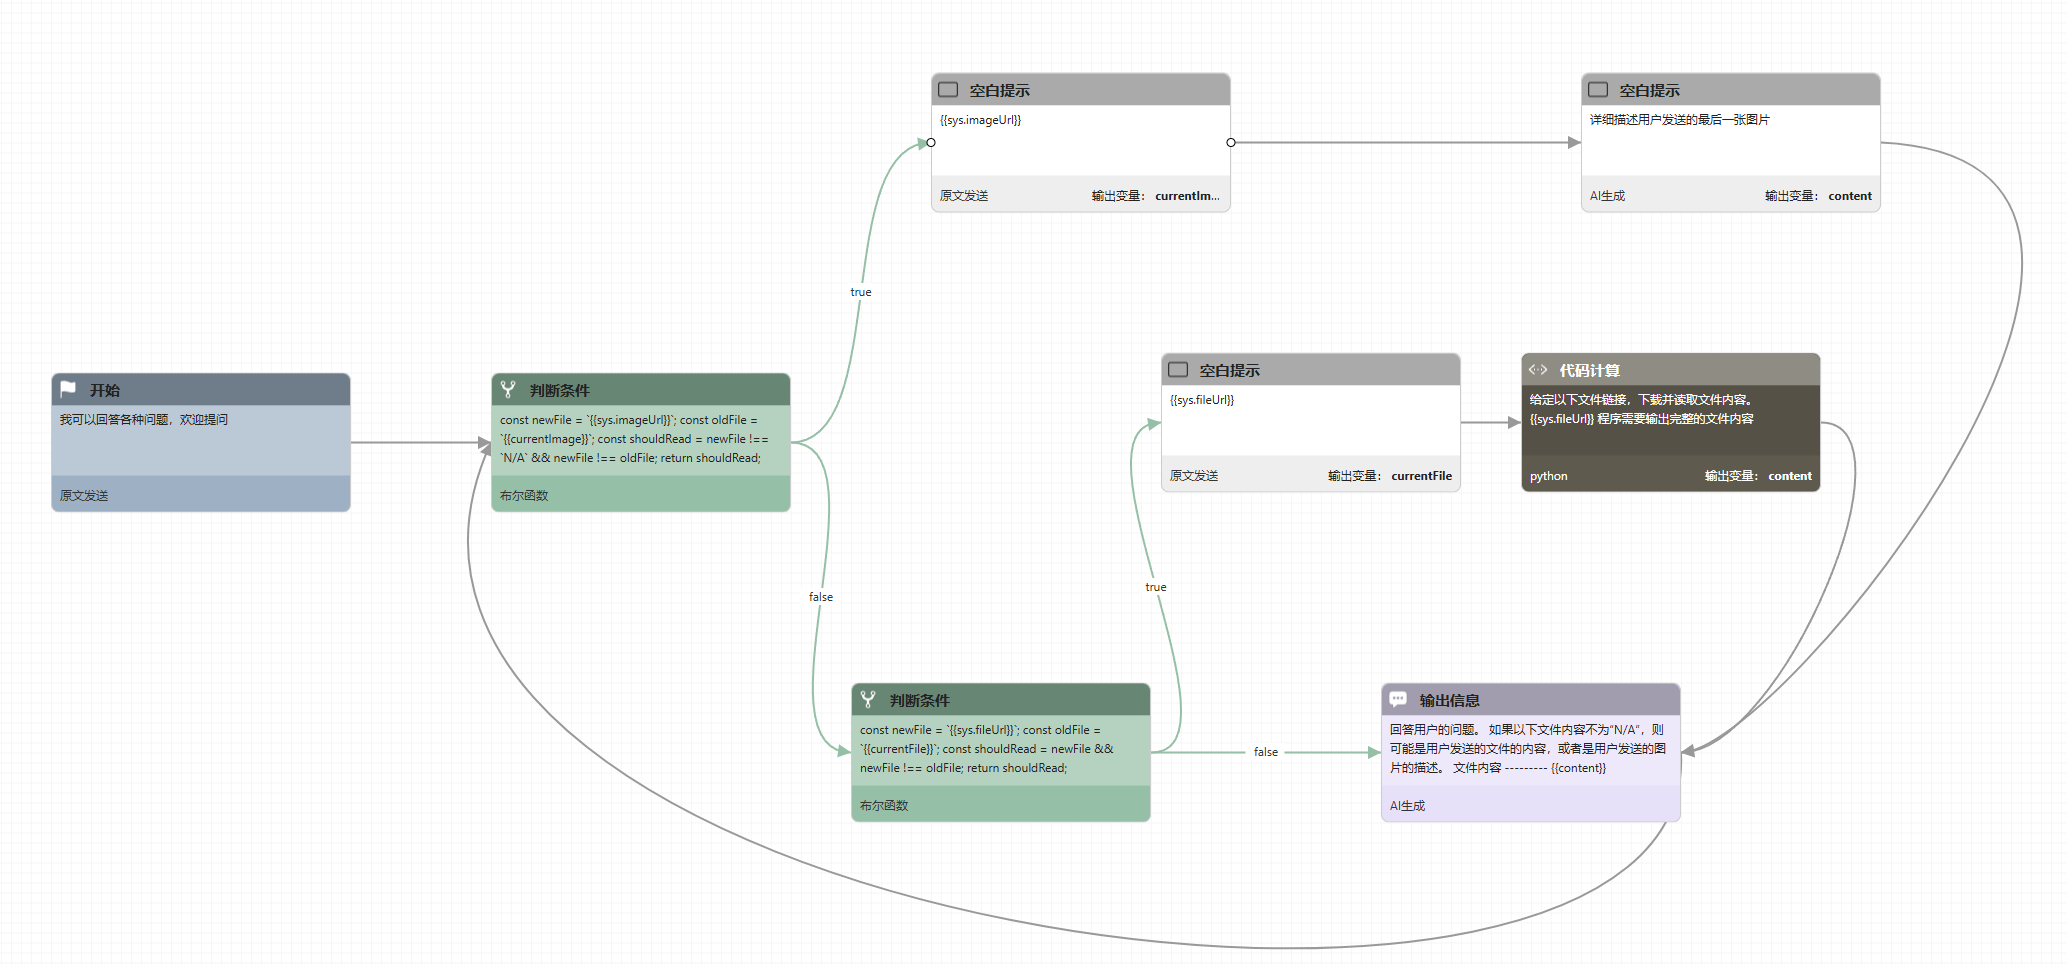 空白提示
{{sys.imageUrl}}
原文发送
输出变量： currentIm...
空白提示
详细描述用户发送的最后一张图片
AI生成
输出变量： content
true
开始
我可以回答各种问题，欢迎提问
原文发送
判断条件
const newFile = `{{sys.imageUrl}}`; const oldFile =
`{{currentImage}}`; const shouldRead = newFile !==
`N/A` && newFile !== oldFile; return shouldRead;
布尔函数
空白提示
{{sys.fileUrl}}
原文发送
输出变量： currentFile
代码计算
给定以下文件链接，下载并读取文件内容。
{{sys.fileUrl}} 程序需要输出完整的文件内容
python
输出变量： content
false
true
判断条件
const newFile = `{{sys.fileUrl}}`; const oldFile =
`{{currentFile}}`; const shouldRead = newFile &&
newFile !== oldFile; return shouldRead;
布尔函数
false
输出信息
回答用户的问题。 如果以下文件内容不为“N/A”，则
可能是用户发送的文件的内容，或者是用户发送的图
片的描述。 文件内容 --------- {{content}}
AI生成